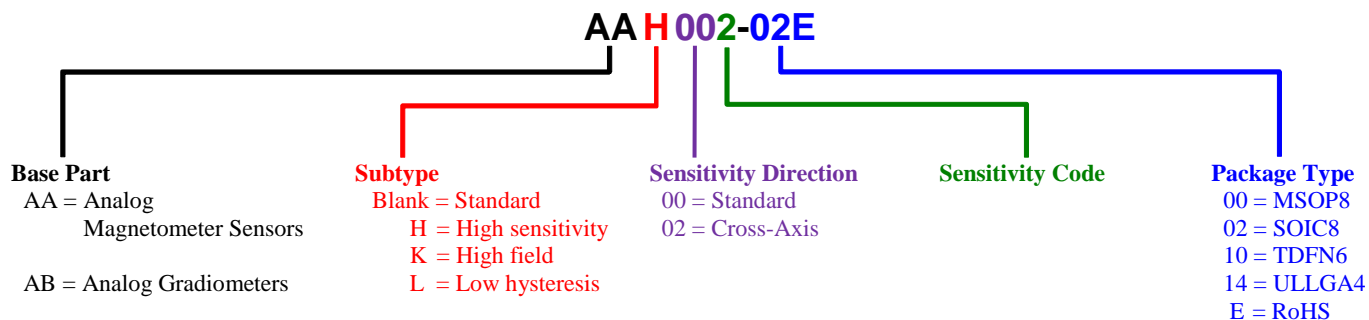 AAH002-02E
Base Part
AA = Analog
Magnetometer Sensors
AB = Analog Gradiometers
Subtype
Blank = Standard
H = High sensitivity
K = High field
L = Low hysteresis
Sensitivity Direction
00 = Standard
02 = Cross-Axis
Sensitivity Code
Package Type
00 = MSOP8
02 = SOIC8
10 = TDFN6
14 = ULLGA4
E = RoHS